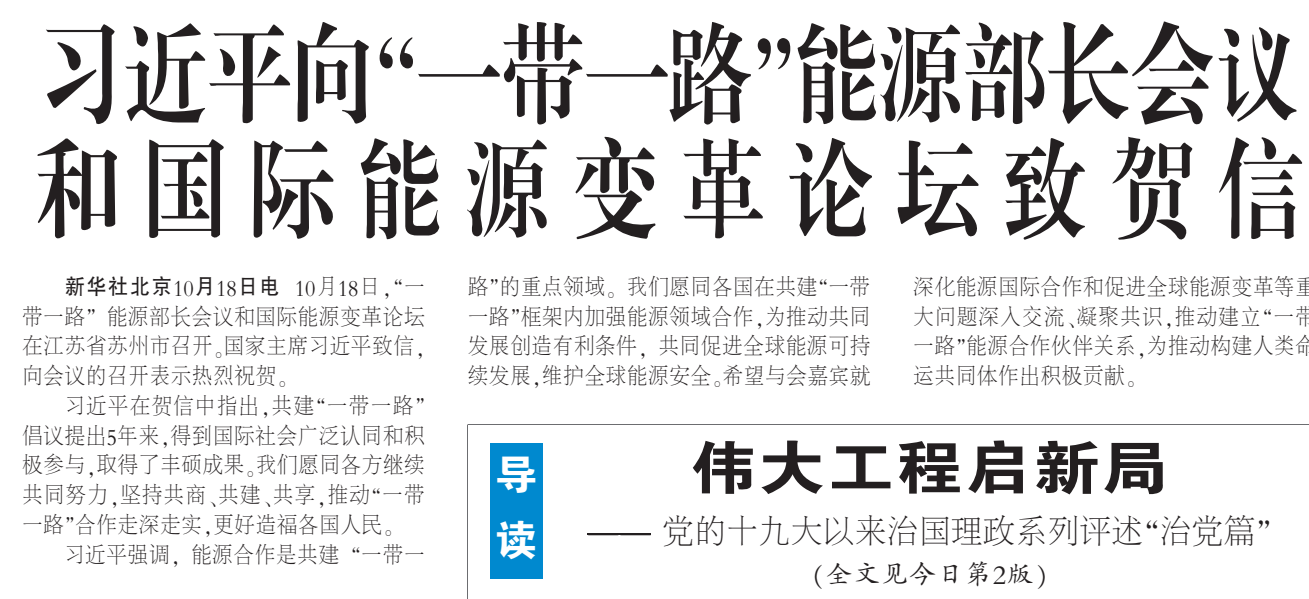 习近平向“一带一路”能源部长会议
和国际能源变革论坛致贺信
新华社北京10月18日电 10月18日，“一
带一路”能源部长会议和国际能源变革论坛
在江苏省苏州市召开。国家主席习近平致信，
向会议的召开表示热烈祝贺。
习近平在贺信中指出，共建“一带一路”
倡议提出5年来，得到国际社会广泛认同和积
极参与，取得了丰硕成果。我们愿同各方继续
共同努力，坚持共商、共建、共享，推动“一带
一路”合作走深走实，更好造福各国人民。
习近平强调，能源合作是共建“一带一
路”的重点领域。我们愿同各国在共建“一带
一路”框架内加强能源领域合作，为推动共同
发展创造有利条件，共同促进全球能源可持
续发展，维护全球能源安全。希望与会嘉宾就
深化能源国际合作和促进全球能源变革等重
大问题深入交流、凝聚共识，推动建立“一带
一路”能源合作伙伴关系，为推动构建人类命
运共同体作出积极贡献。
导读
伟大工程启新局
——党的十九大以来治国理政系列评述“治党篇”
(全文见今日第2版)